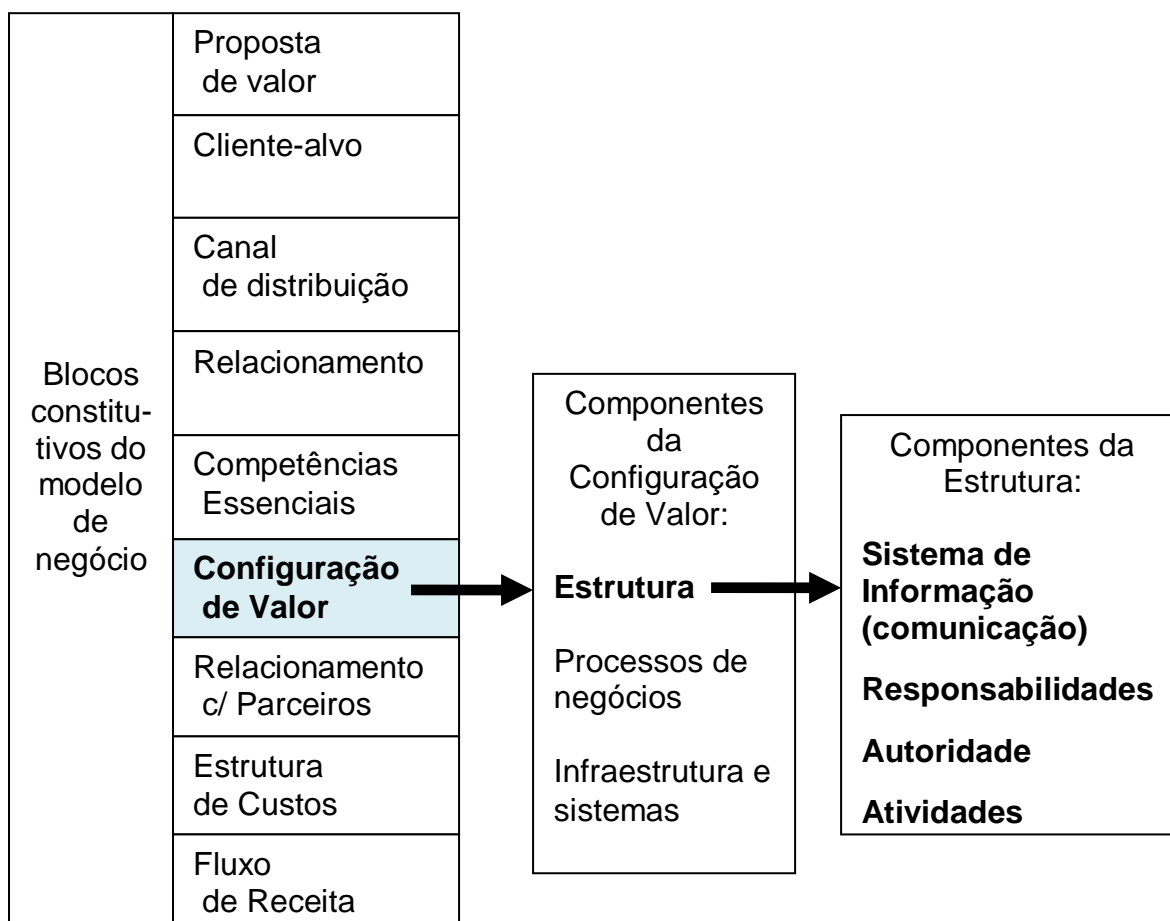 Blocos
constitu-
tivos do
modelo
de
negócio
Proposta
de valor
Cliente-alvo
Canal
de distribuição
Relacionamento
Competências
Essenciais
Configuração
de Valor
Relacionamento
c/ Parceiros
Estrutura
de Custos
Fluxo
de Receita
Componentes
da
Configuração
de Valor:
Estrutura
Processos de
negócios
Infraestrutura e
sistemas
Componentes da
Estrutura:
Sistema de
Informação
(comunicação)
Responsabilidades
Autoridade
Atividades